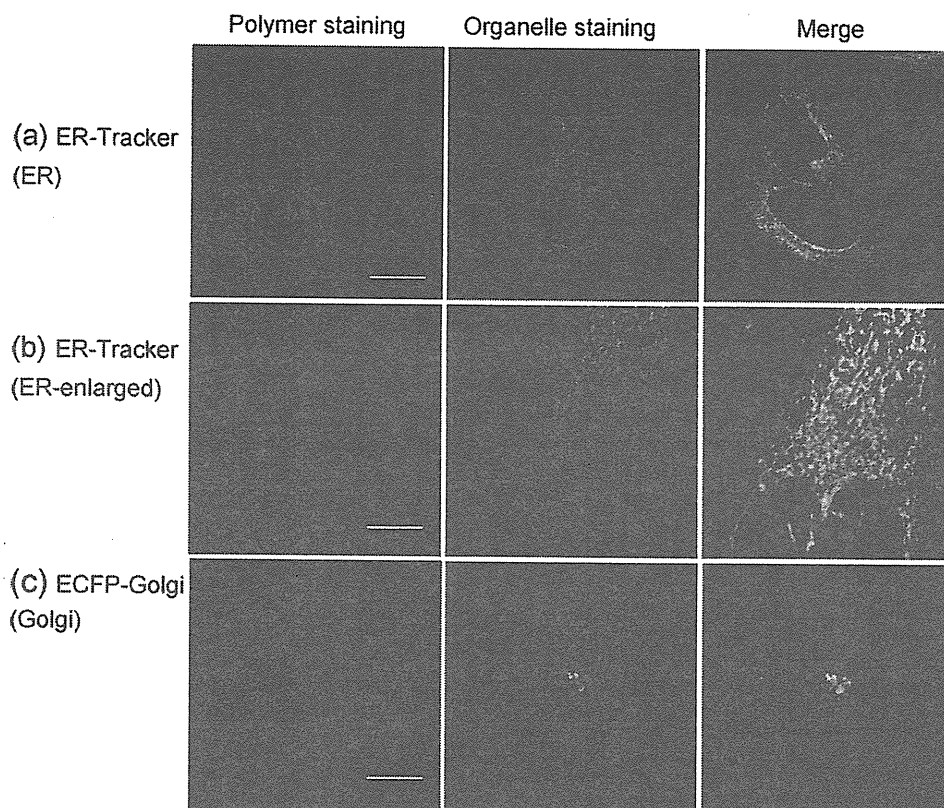 Polymer staining Organelle staining Merge
(a) ER-Tracker
(ER)
(b) ER-Tracker
(ER-enlarged)
(c) ECFP-Golgi
(Golgi)